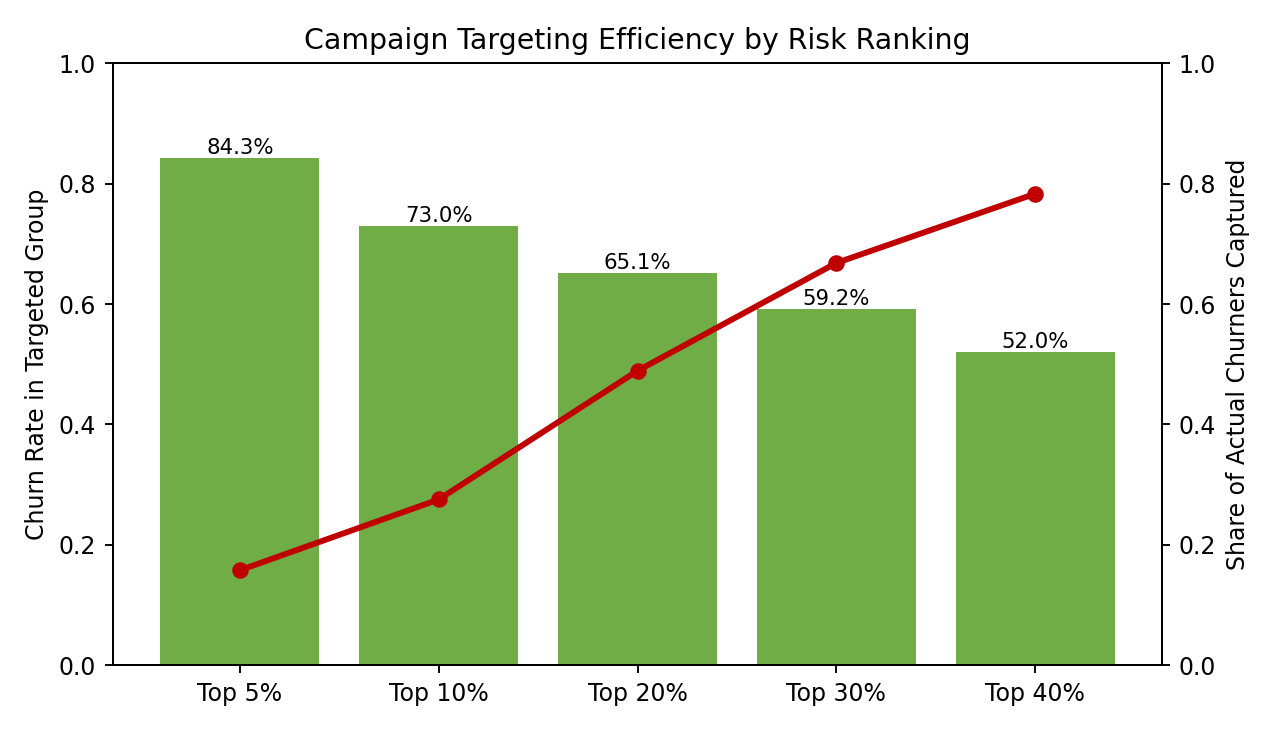 Campaign Targeting Efficiency by Risk Ranking
1.0
0.8
0.6
0.4
0.2
0.0
Churn Rate in Targeted Group
84.3%
73.0%
65.1%
59.2%
52.0%
Top 5%
Top 10%
Top 20%
Top 30%
Top 40%
1.0
0.8
0.6
0.4
0.2
0.0
Share of Actual Churners Captured